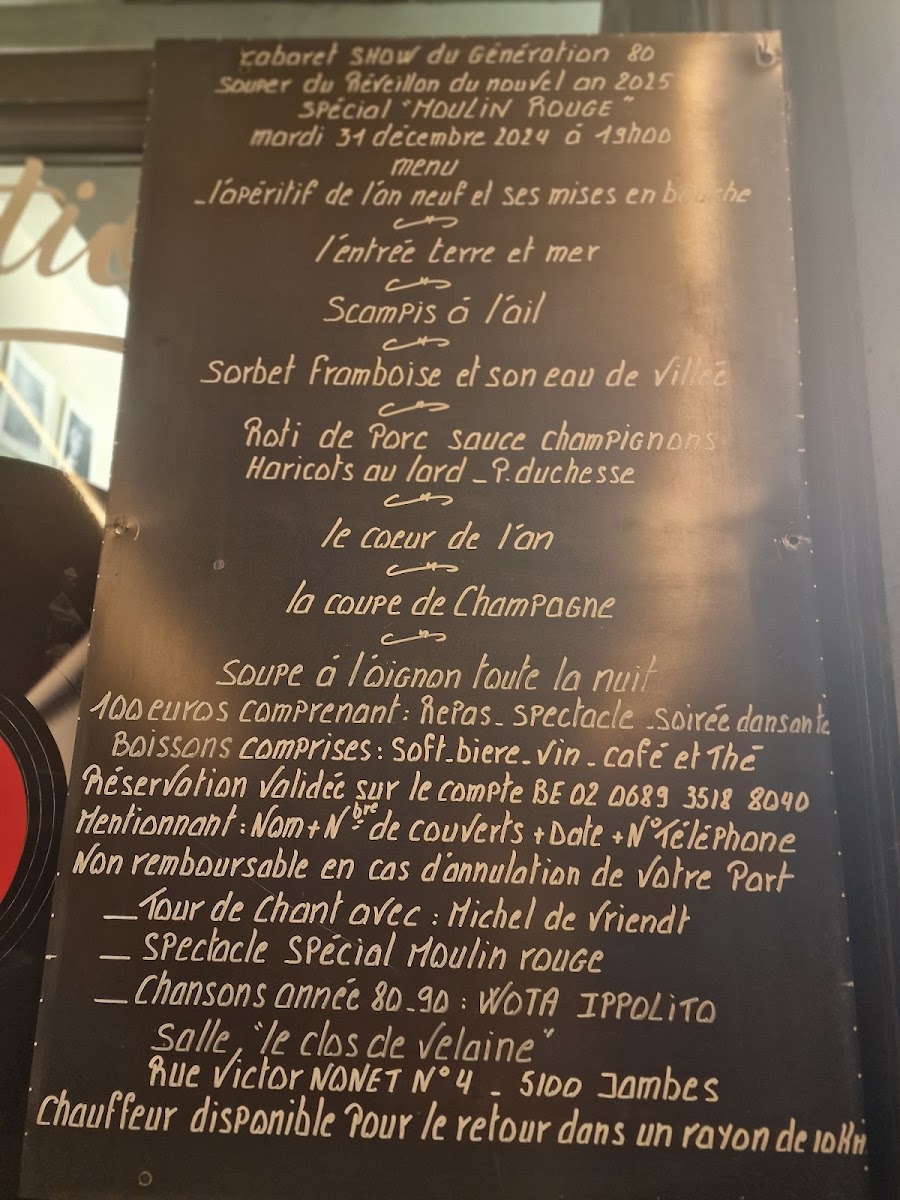 Cabaret SHOW du Génération 80
Souper du Réveillon du nouvel an 2025
Spécial "MOULIN ROUGE"
mardi 31 décembre 2024 à 19h00
menu
_l'apéritif de l'an neuf et ses mises en bouche
l'entrée terre et mer
Scampis à l'ail
Sorbet framboise et son eau de Villée
Roti de Porc sauce champignons
Haricots au lard _ P. duchesse
le coeur de l'an
la coupe de Champagne
Soupe à l'oignon toute la nuit
100 euros comprenant : Repas _ spectacle _ soirée dansante
Boissons comprises : Soft _ biere _ vin _ café et Thé
Réservation validée sur le compte BE 02 0689 3518 8040
Mentionnant : Nom + Nbre de couverts + Date + N° Téléphone
Non remboursable en cas d'annulation de votre Part
_ Tour de Chant avec : Michel de Vriendt
_ Spectacle Spécial Moulin rouge
_ Chansons année 80_90 : WOTA IPPOLITO
Salle "le clos de velaine"
Rue Victor NONET N° 4 _ 5100 Jambes
Chauffeur disponible Pour le retour dans un rayon de 10 Km